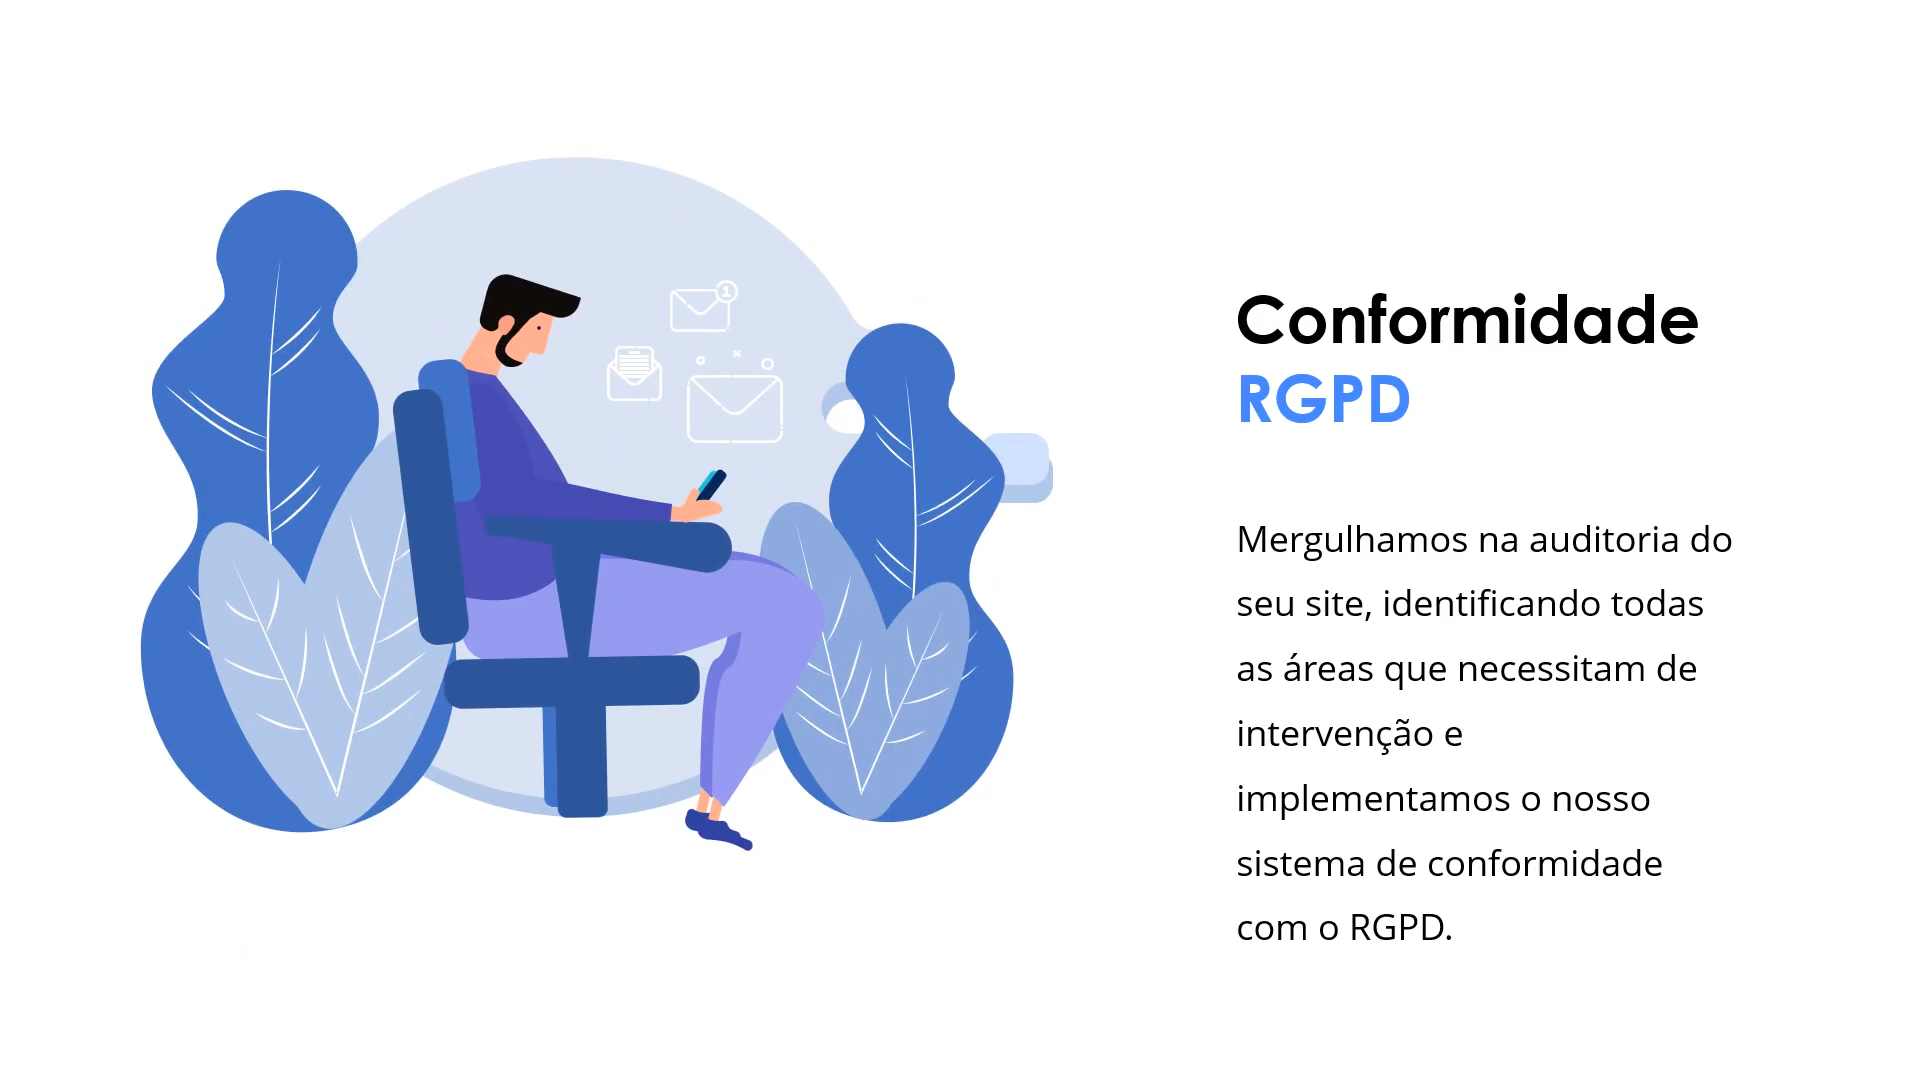 1
Conformidade
RGPD
Mergulhamos na auditoria do
seu site, identificando todas
as áreas que necessitam de
intervenção e
implementamos o nosso
sistema de conformidade
com o RGPD.